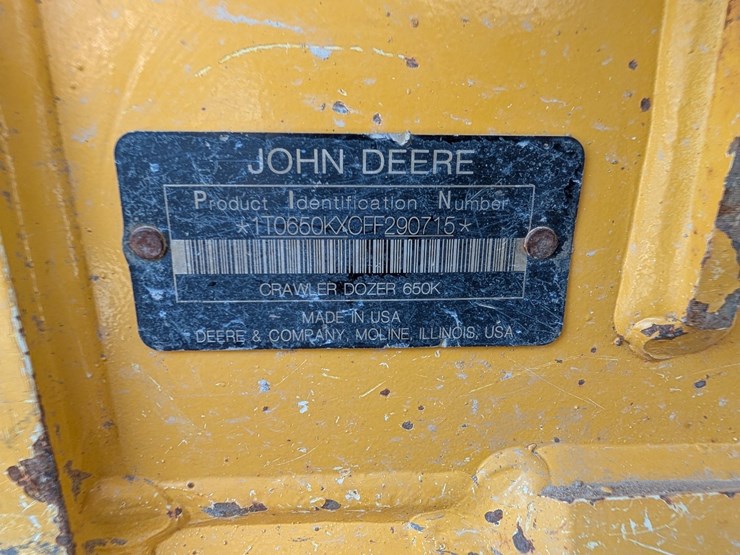 JOHN DEERE
Product Identification Number
*1T0650KXCFF290715*
CRAWLER DOZER 650K
MADE IN USA
DEERE & COMPANY, MOLINE, ILLINOIS, USA